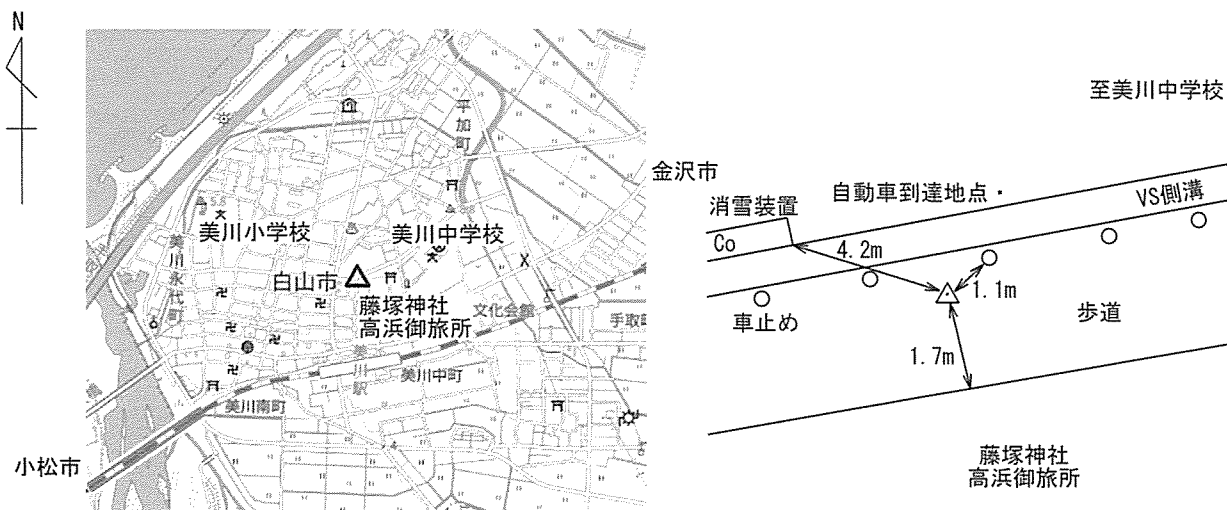 N
平加町
金沢市
美川小学校
美川中学校
美川永代町
白山市
藤塚神社
高浜御旅所
文化会館
手取
美川駅
美川中町
美川南町
小松市
至美川中学校
自動車到達地点
消雪装置
VS側溝
Co
4.2m
1.1m
車止め
歩道
1.7m
藤塚神社
高浜御旅所